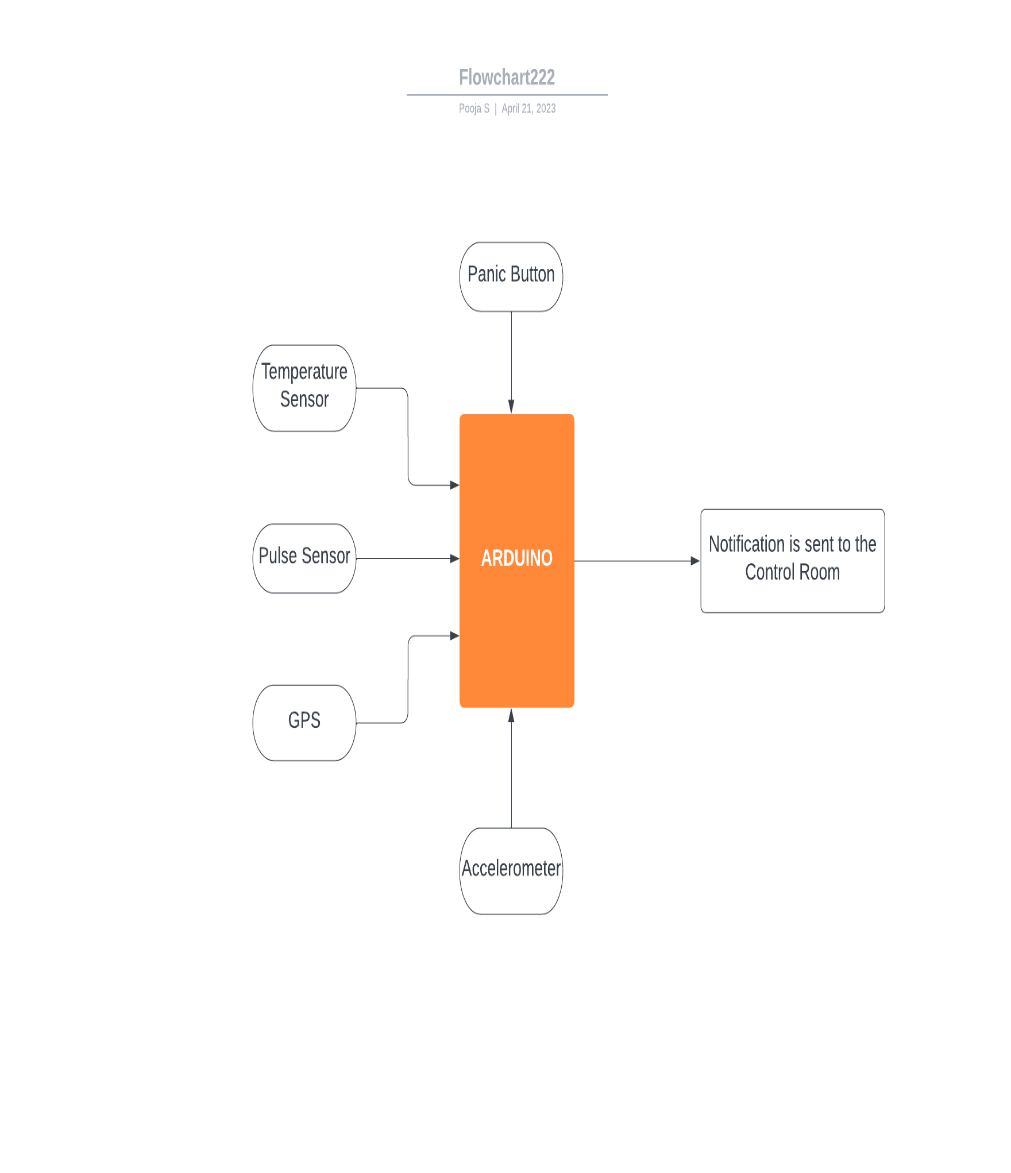 Flowchart222
Pooja S | April 21, 2023
Panic Button
Temperature
Sensor
Pulse Sensor
ARDUINO
Notification is sent to the
Control Room
GPS
Accelerometer